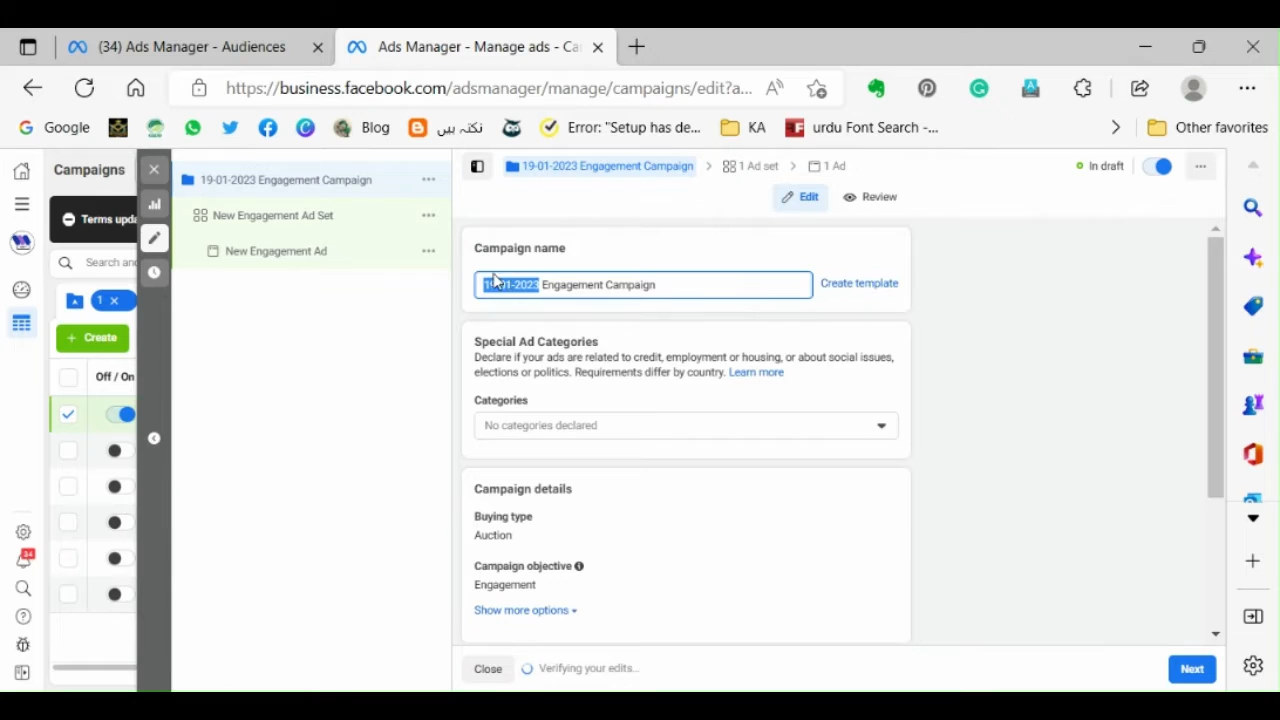 (34) Ads Manager - Audiences
Ads Manager - Manage ads - Ca
https://business.facebook.com/adsmanager/manage/campaigns/edit?a...
Google
Blog
نکتہ بیں
Error: "Setup has de...
KA
urdu Font Search -...
Other favorites
Campaigns
Terms upda
Search and
1
+ Create
Off / On
34
19-01-2023 Engagement Campaign
New Engagement Ad Set
New Engagement Ad
19-01-2023 Engagement Campaign
1 Ad set
1 Ad
In draft
Edit
Review
Campaign name
19-01-2023 Engagement Campaign
Create template
Special Ad Categories
Declare if your ads are related to credit, employment or housing, or about social issues,
elections or politics. Requirements differ by country. Learn more
Categories
No categories declared
Campaign details
Buying type
Auction
Campaign objective
Engagement
Show more options
Close
Verifying your edits...
Next